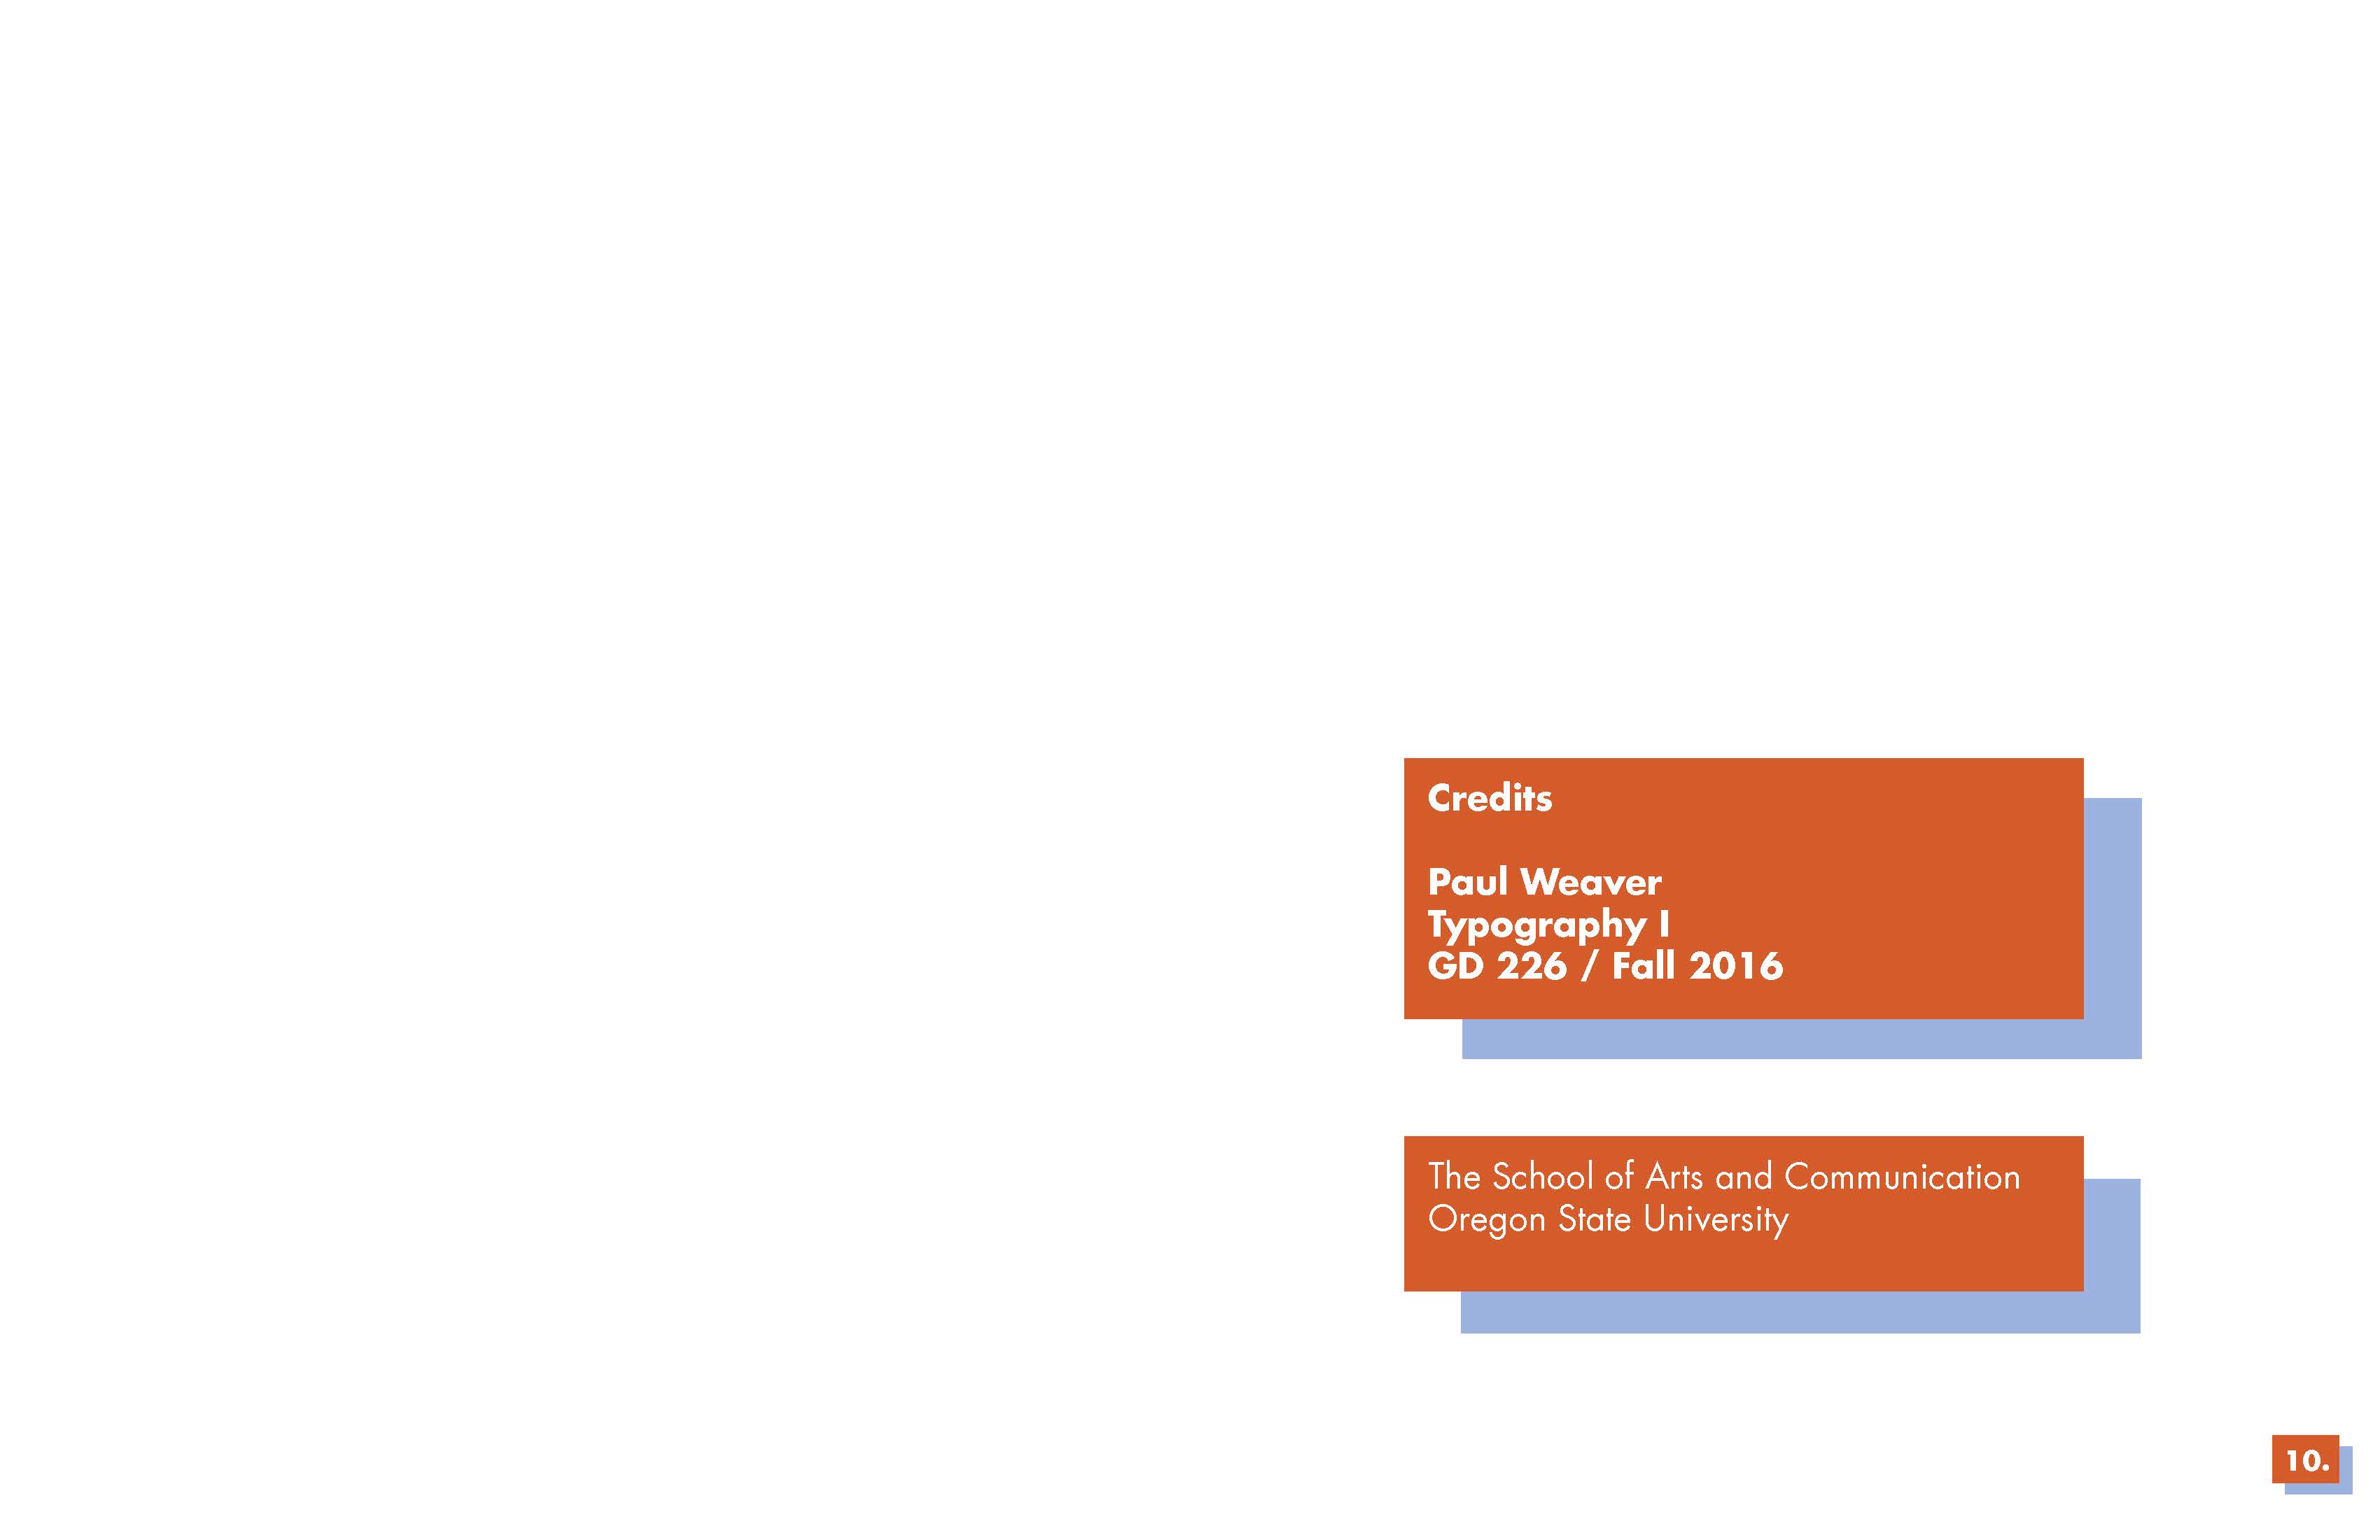 Credits
Paul Weaver
Typography I
GD 226 / Fall 2016
The School of Arts and Communication
Oregon State University
10.